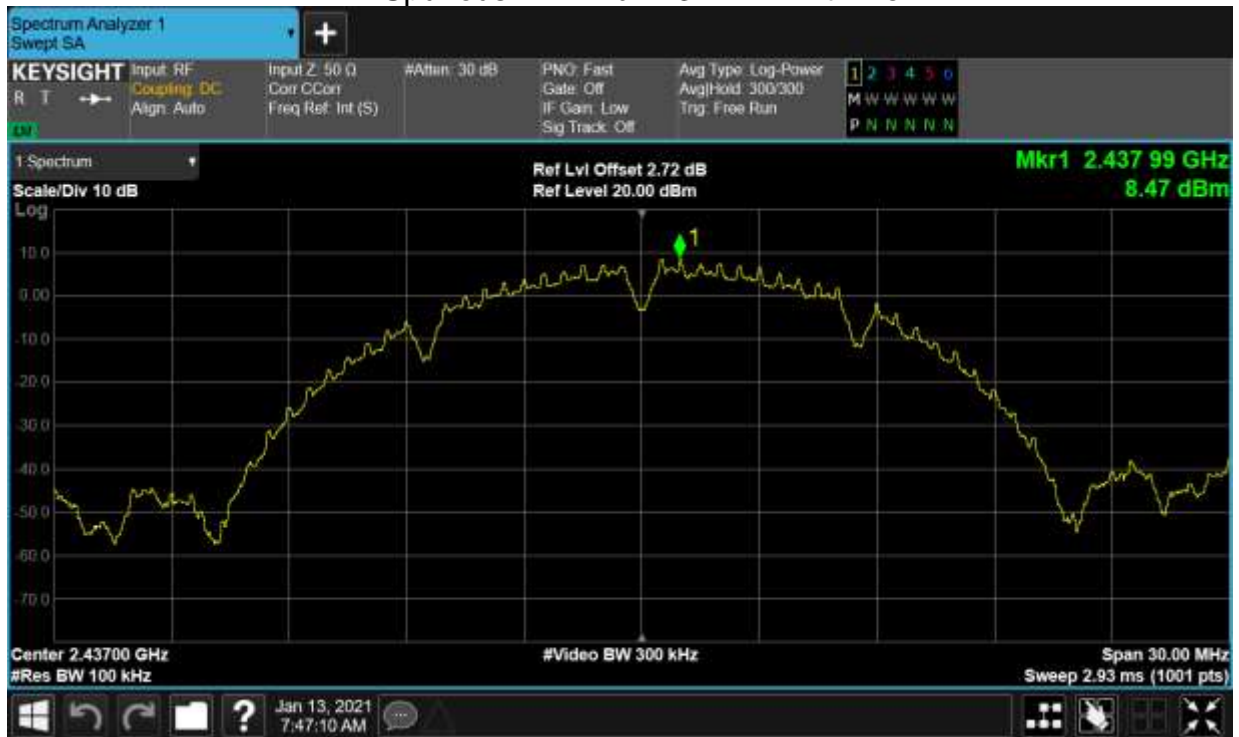 Spectrum Analyzer 1
Swept SA
+
KEYSIGHT Input: RF Input Z: 50 Ω #Atten: 30 dB PNO: Fast Avg Type: Log-Power 1 2 3 4 5 6
R T Coupling: DC Corr CCorr Gate: Off Avg|Hold: 300/300 M W W W W W
Align: Auto Freq Ref: Int (S) IF Gain: Low Trig: Free Run
Sig Track: Off P N N N N N
1 Spectrum
Ref Lvl Offset 2.72 dB Mkr1 2.437 99 GHz
Scale/Div 10 dB Ref Level 20.00 dBm 8.47 dBm
Log
1
10.0
0.00
-10.0
-20.0
-30.0
-40.0
-50.0
-60.0
-70.0
Center 2.43700 GHz #Video BW 300 kHz Span 30.00 MHz
#Res BW 100 kHz Sweep 2.93 ms (1001 pts)
? Jan 13, 2021
7:47:10 AM